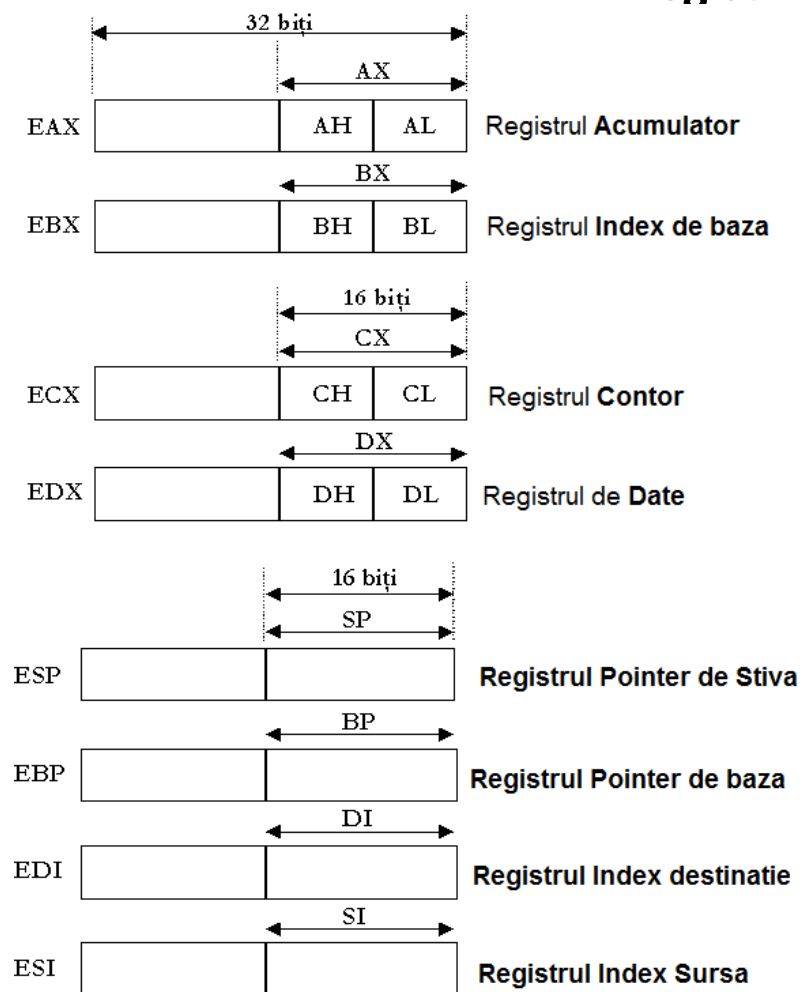 32 biți
AX
EAX AH AL Registrul Acumulator
BX
EBX BH BL Registrul Index de baza
16 biți
CX
ECX CH CL Registrul Contor
DX
EDX DH DL Registrul de Date
16 biți
SP
ESP Registrul Pointer de Stiva
BP
EBP Registrul Pointer de baza
DI
EDI Registrul Index destinatie
SI
ESI Registrul Index Sursa